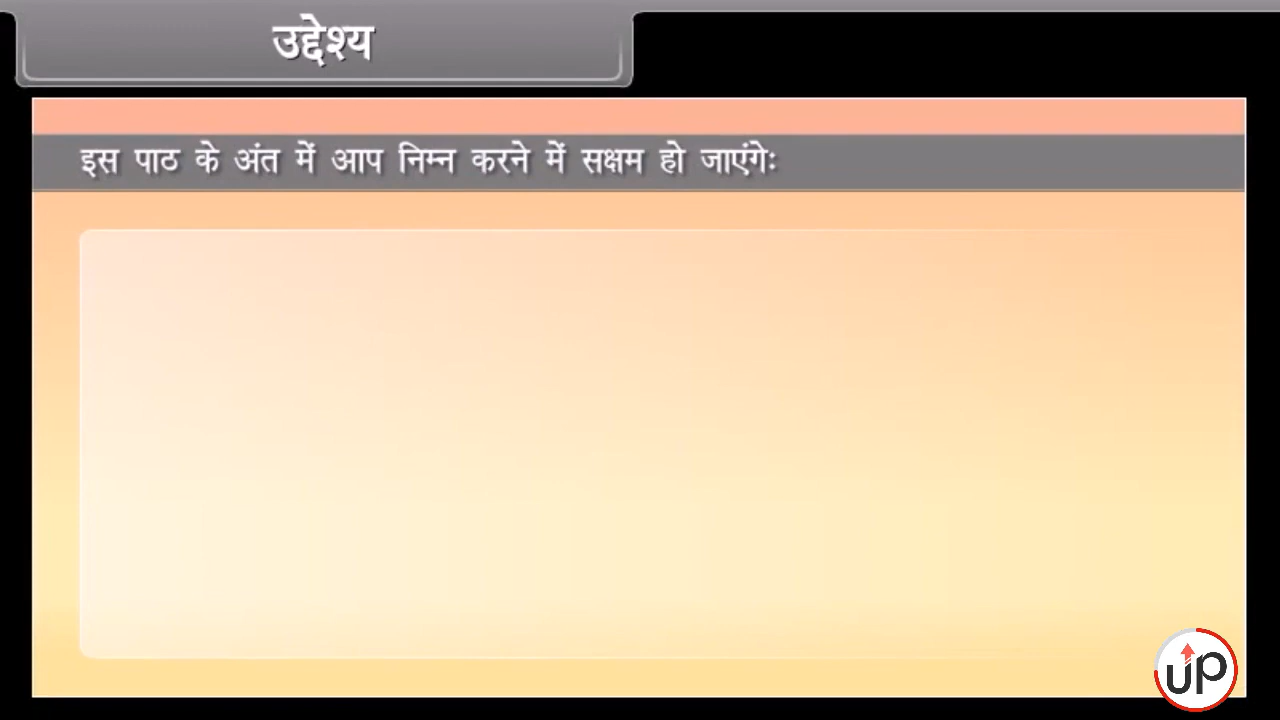 उद्देश्य
इस पाठ के अंत में आप निम्न करने में सक्षम हो जाएंगेः
UP